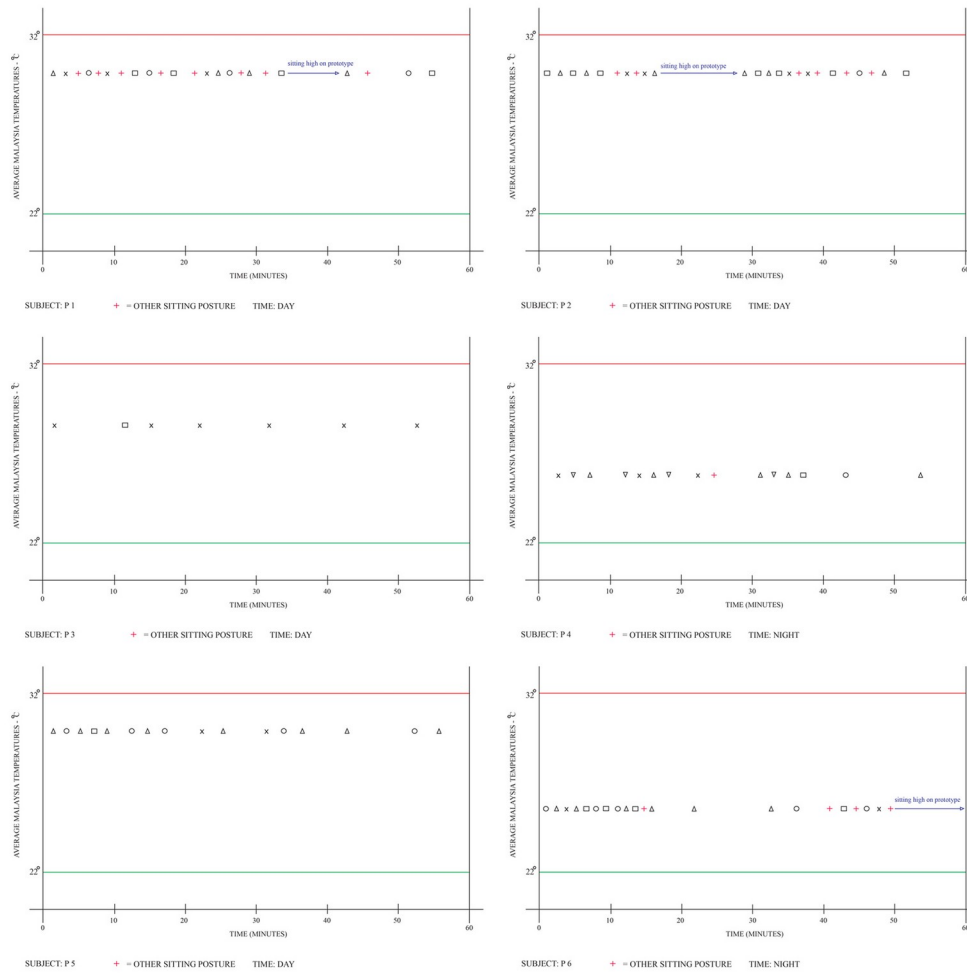 AVERAGE MALAYSIA TEMPERATURES - °C
32°
sitting high on prototype
22°
0 10 20 30 40 50 60
TIME (MINUTES)
SUBJECT: P 1 + = OTHER SITTING POSTURE TIME: DAY
AVERAGE MALAYSIA TEMPERATURES - °C
32°
sitting high on prototype
22°
0 10 20 30 40 50 60
TIME (MINUTES)
SUBJECT: P 2 + = OTHER SITTING POSTURE TIME: DAY
AVERAGE MALAYSIA TEMPERATURES - °C
32°
22°
0 10 20 30 40 50 60
TIME (MINUTES)
SUBJECT: P 3 + = OTHER SITTING POSTURE TIME: DAY
AVERAGE MALAYSIA TEMPERATURES - °C
32°
22°
0 10 20 30 40 50 60
TIME (MINUTES)
SUBJECT: P 4 + = OTHER SITTING POSTURE TIME: NIGHT
AVERAGE MALAYSIA TEMPERATURES - °C
32°
22°
0 10 20 30 40 50 60
TIME (MINUTES)
SUBJECT: P 5 + = OTHER SITTING POSTURE TIME: DAY
AVERAGE MALAYSIA TEMPERATURES - °C
32°
sitting high on prototype
22°
0 10 20 30 40 50 60
TIME (MINUTES)
SUBJECT: P 6 + = OTHER SITTING POSTURE TIME: NIGHT